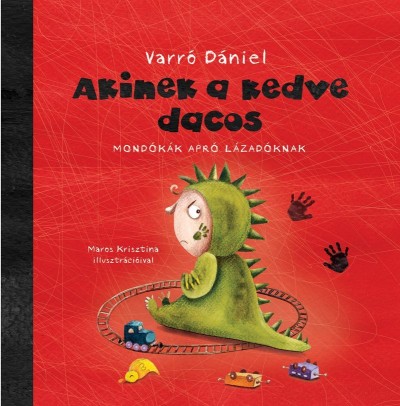 Varró Dániel
Akinek a kedve
dacos
MONDÓKÁK APRÓ LÁZADÓKNAK
Maros Krisztina
illusztrációival